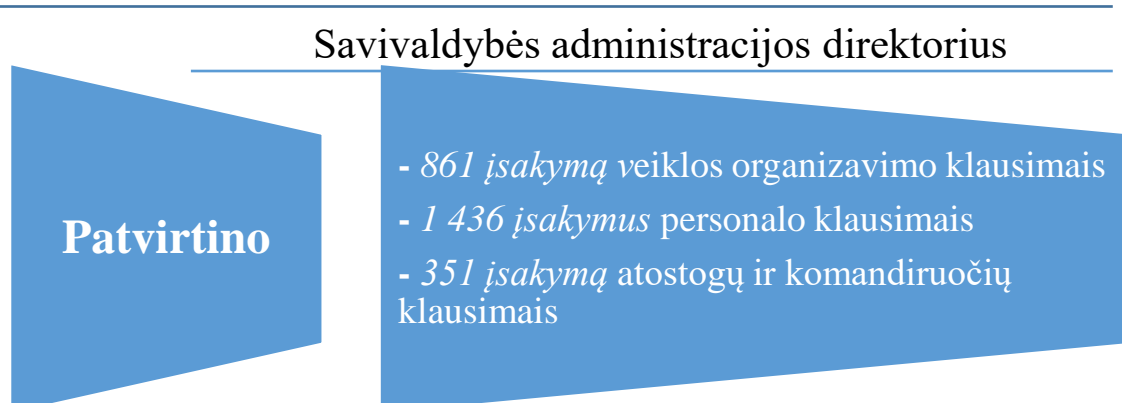 Savivaldybės administracijos direktorius
Patvirtino
- 861 įsakymą veiklos organizavimo klausimais
- 1 436 įsakymus personalo klausimais
- 351 įsakymą atostogų ir komandiruočių
klausimais